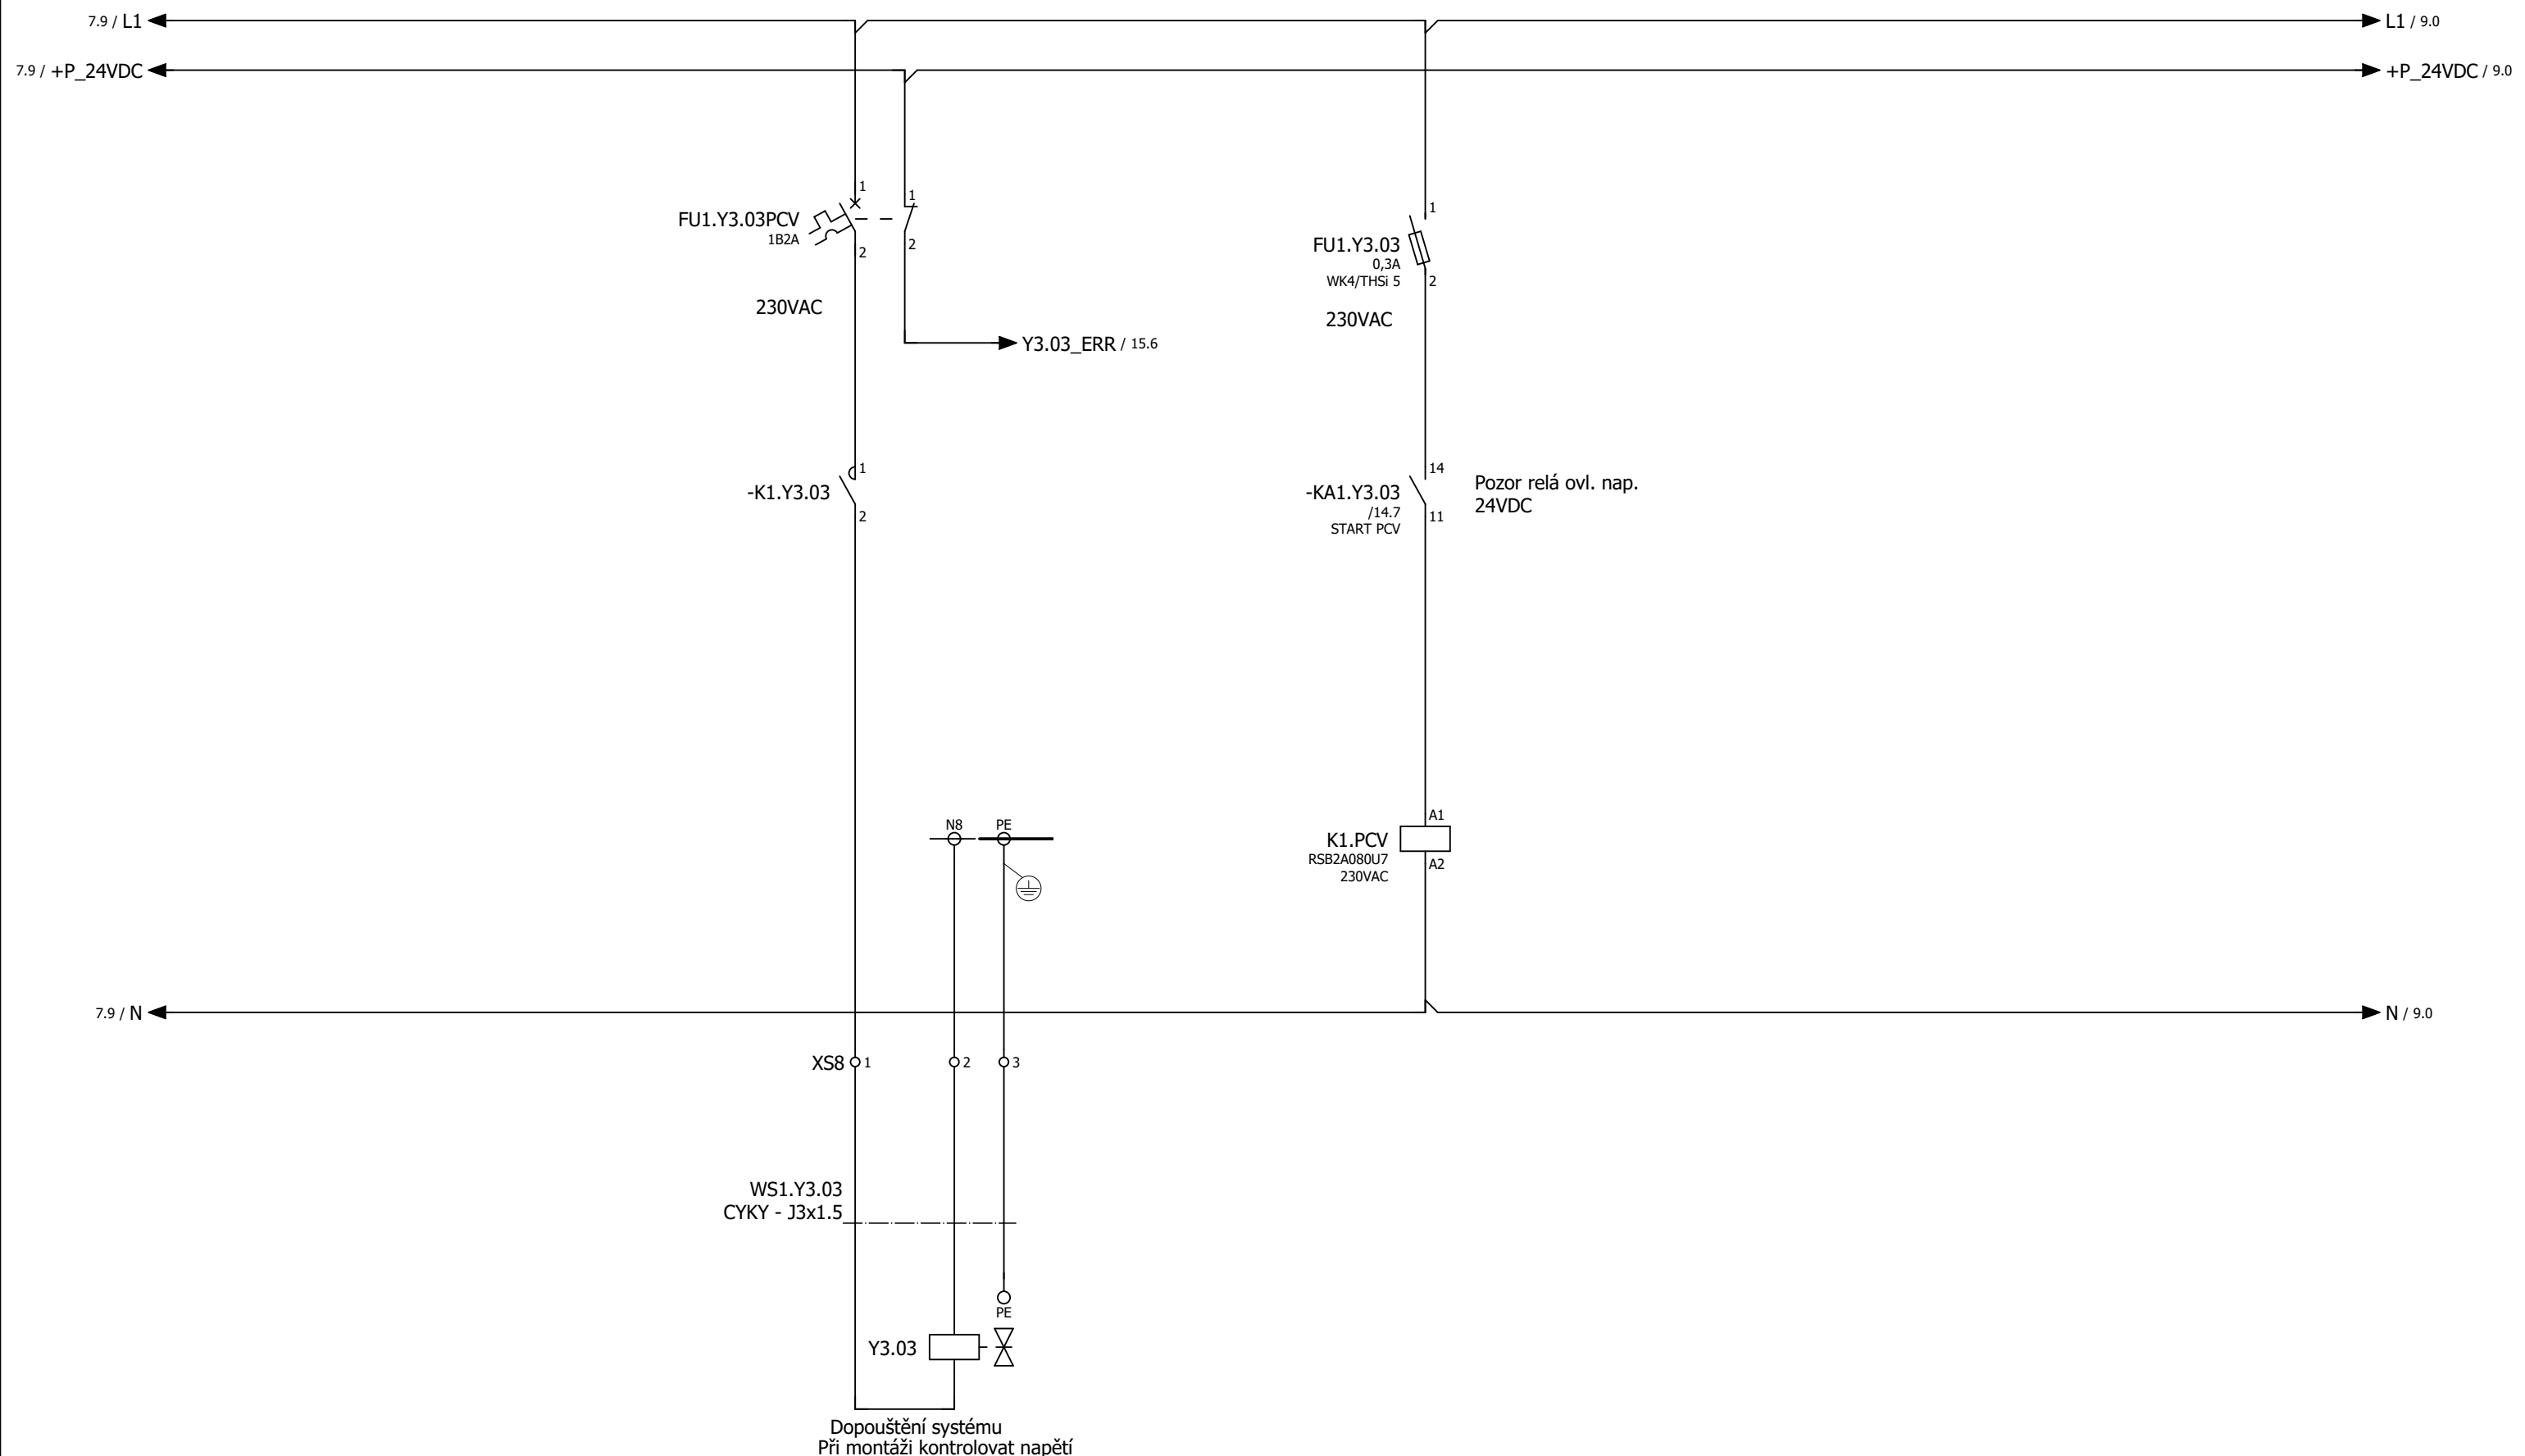 7.9 / L1
L1 / 9.0
7.9 / +P_24VDC
+P_24VDC / 9.0
1
1
FU1.Y3.03PCV
1B2A
2
2
230VAC
Y3.03_ERR / 15.6
1
FU1.Y3.03
0,3A
WK4/THSi 5
2
230VAC
1
-K1.Y3.03
2
14
-KA1.Y3.03
/14.7
START PCV
11
Pozor relá ovl. nap.
24VDC
N8
PE
A1
K1.PCV
RSB2A080U7
230VAC
A2
7.9 / N
N / 9.0
XS8
1
2
3
WS1.Y3.03
CYKY - J3x1.5
PE
Y3.03
Dopouštění systému
Při montáži kontrolovat napětí